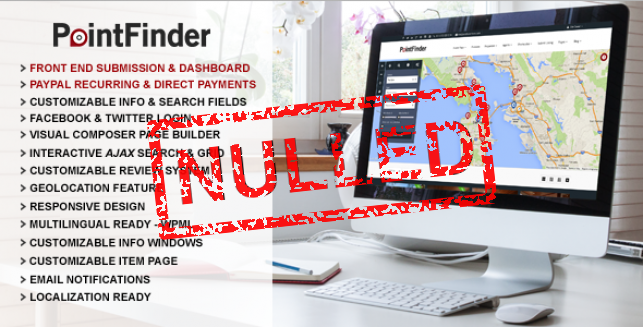 PointFinder
> FRONT END SUBMISSION & DASHBOARD
> PAYPAL RECURRING & DIRECT PAYMENTS
> CUSTOMIZABLE INFO & SEARCH FIELDS
> FACEBOOK & TWITTER LOGIN
> VISUAL COMPOSER PAGE BUILDER
> INTERACTIVE AJAX SEARCH & GRID
> CUSTOMIZABLE REVIEW SYSTEM
> GEOLOCATION FEATURE
> RESPONSIVE DESIGN
> MULTILINGUAL READY - WPML
> CUSTOMIZABLE INFO WINDOWS
> CUSTOMIZABLE ITEM PAGE
> EMAIL NOTIFICATIONS
> LOCALIZATION READY
NULLED
PointFinder